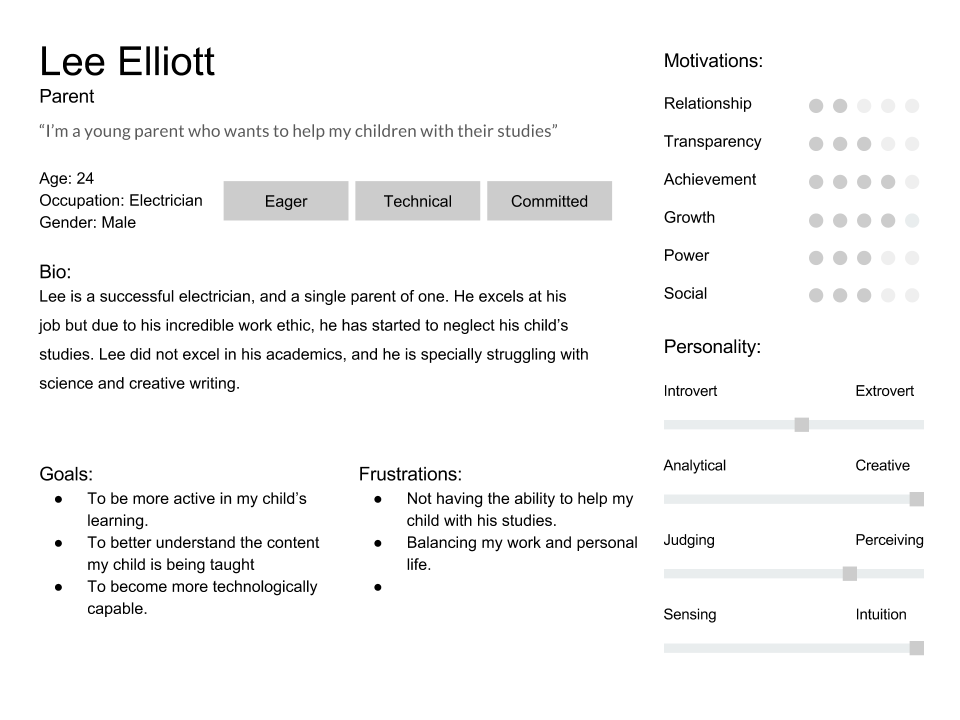 Lee Elliott
Parent
“I’m a young parent who wants to help my children with their studies”
Age: 24
Occupation: Electrician
Gender: Male
Eager
Technical
Committed
Bio:
Lee is a successful electrician, and a single parent of one. He excels at his
job but due to his incredible work ethic, he has started to neglect his child’s
studies. Lee did not excel in his academics, and he is specially struggling with
science and creative writing.
Goals:
● To be more active in my child’s
learning.
● To better understand the content
my child is being taught
● To become more technologically
capable.
Frustrations:
● Not having the ability to help my
child with his studies.
● Balancing my work and personal
life.
●
Motivations:
Relationship
Transparency
Achievement
Growth
Power
Social
Personality:
Introvert Extrovert
Analytical Creative
Judging Perceiving
Sensing Intuition